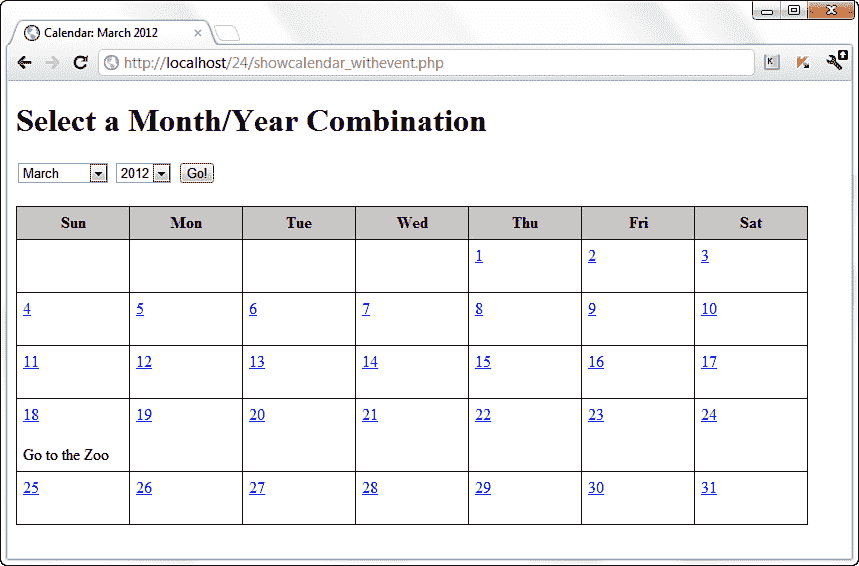 Calendar: March 2012
http://localhost/24/showcalendar_withevent.php
K
Select a Month/Year Combination
March 2012 Go!
Sun Mon Tue Wed Thu Fri Sat
1 2 3
4 5 6 7 8 9 10
11 12 13 14 15 16 17
18 19 20 21 22 23 24
Go to the Zoo
25 26 27 28 29 30 31